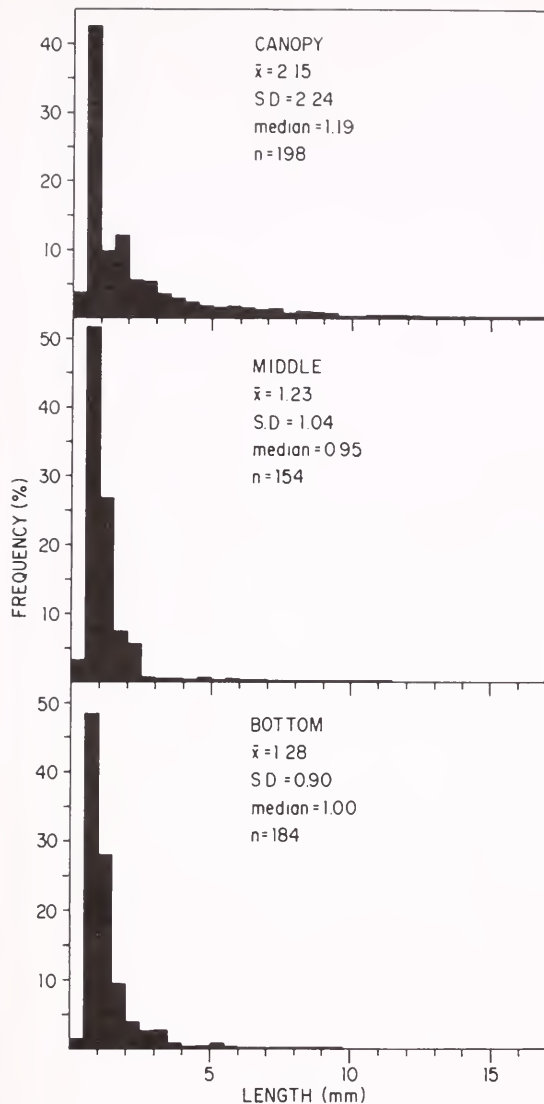 40
30
20
10
CANOPY
x̄ = 2 15
S D = 2 24
median = 1.19
n = 198
50
40
30
20
10
MIDDLE
x̄ = 1.23
S.D = 1.04
median = 0 95
n = 154
FREQUENCY (%)
50
40
30
20
10
BOTTOM
x̄ = 1 28
S D = 0.90
median = 1.00
n = 184
5 10 15
LENGTH (mm)